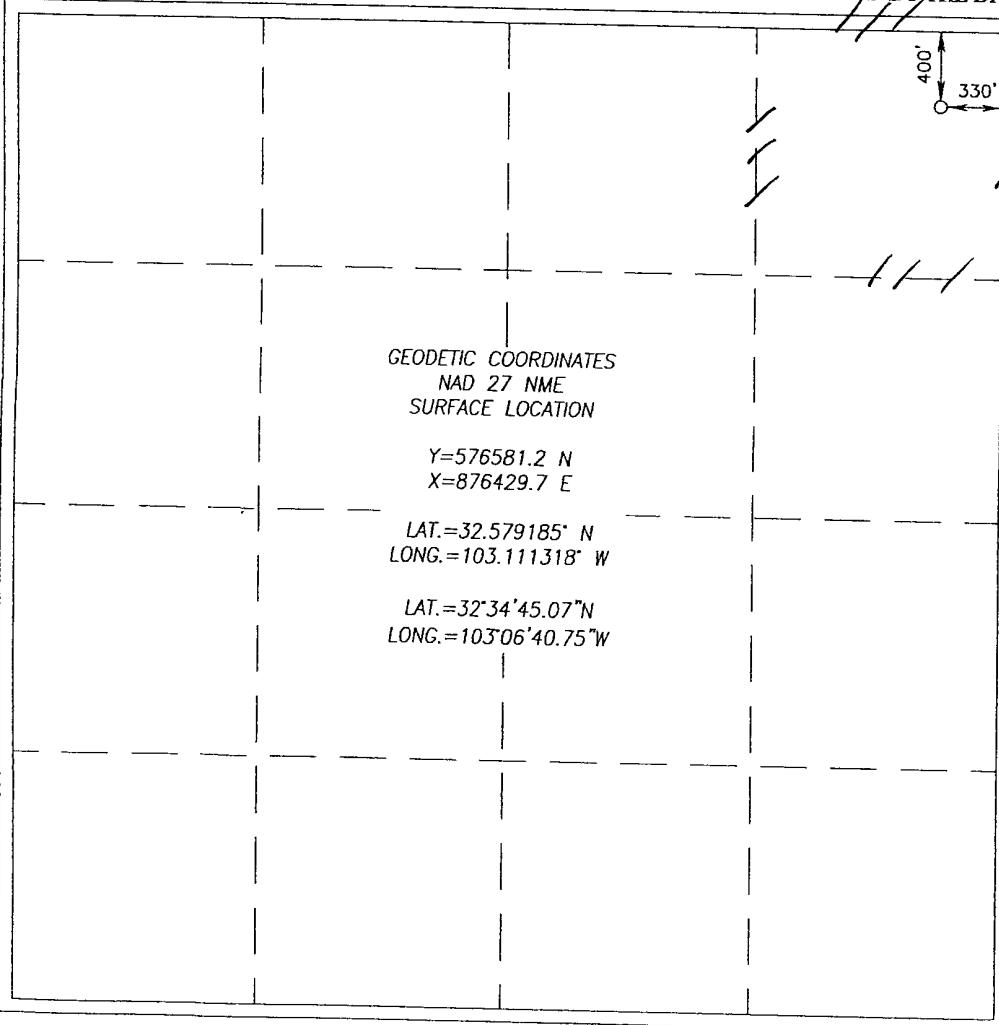 400'
330'
GEODETIC COORDINATES
NAD 27 NME
SURFACE LOCATION
Y=576581.2 N
X=876429.7 E
LAT.=32.579185° N
LONG.=103.111318° W
LAT.=32°34'45.07"N
LONG.=103°06'40.75"W